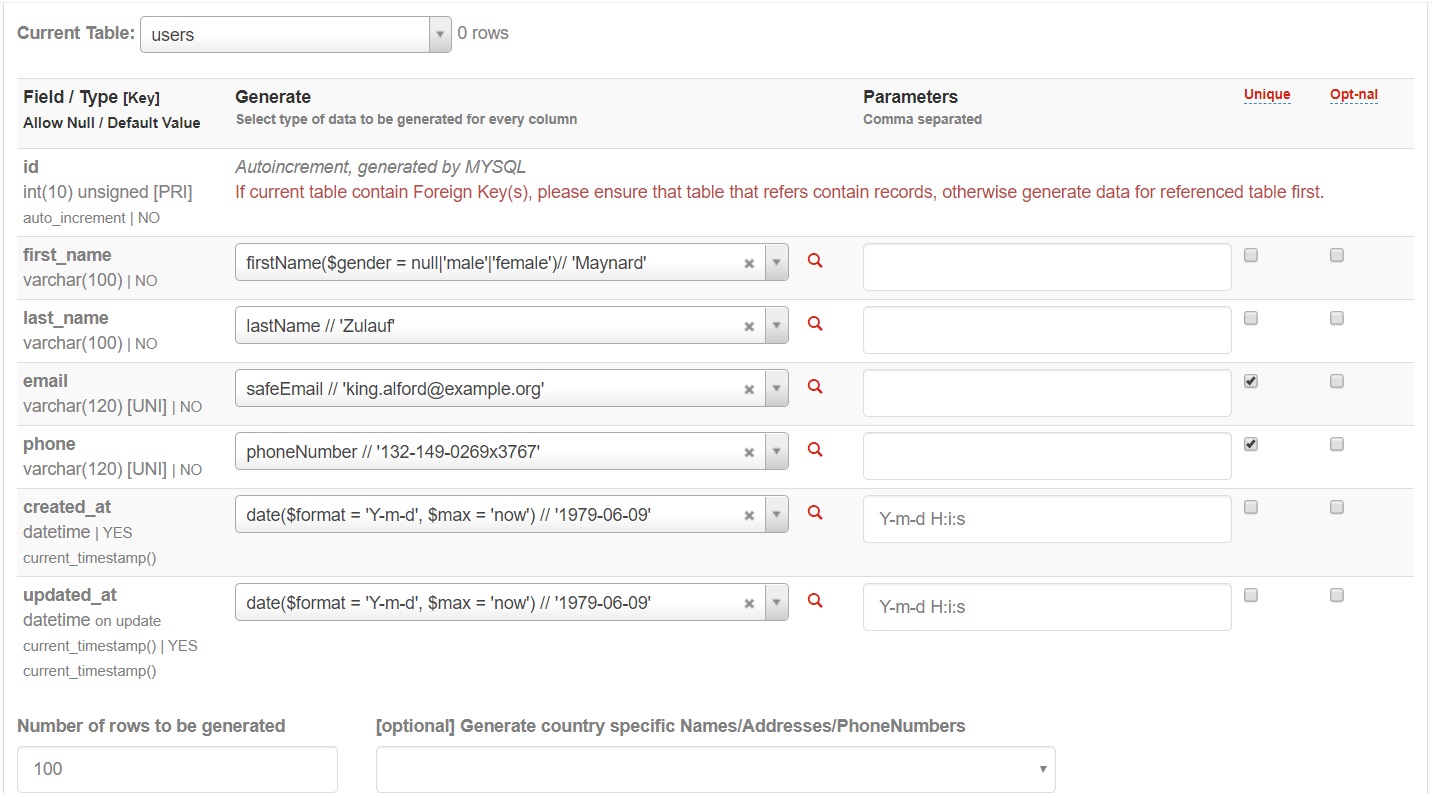 Current Table: users 0 rows
Field / Type [Key] Generate Parameters Unique Opt-nal
Allow Null / Default Value Select type of data to be generated for every column Comma separated
id Autoincrement, generated by MYSQL
int(10) unsigned [PRI] If current table contain Foreign Key(s), please ensure that table that refers contain records, otherwise generate data for referenced table first.
auto_increment | NO
first_name firstName($gender = null|'male'|'female')// 'Maynard'
varchar(100) | NO
last_name lastName // 'Zulauf'
varchar(100) | NO
email safeEmail // 'king.alford@example.org'
varchar(120) [UNI] | NO
phone phoneNumber // '132-149-0269x3767'
varchar(120) [UNI] | NO
created_at date($format = 'Y-m-d', $max = 'now') // '1979-06-09' Y-m-d H:i:s
datetime | YES
current_timestamp()
updated_at date($format = 'Y-m-d', $max = 'now') // '1979-06-09' Y-m-d H:i:s
datetime on update
current_timestamp() | YES
current_timestamp()
Number of rows to be generated [optional] Generate country specific Names/Addresses/PhoneNumbers
100